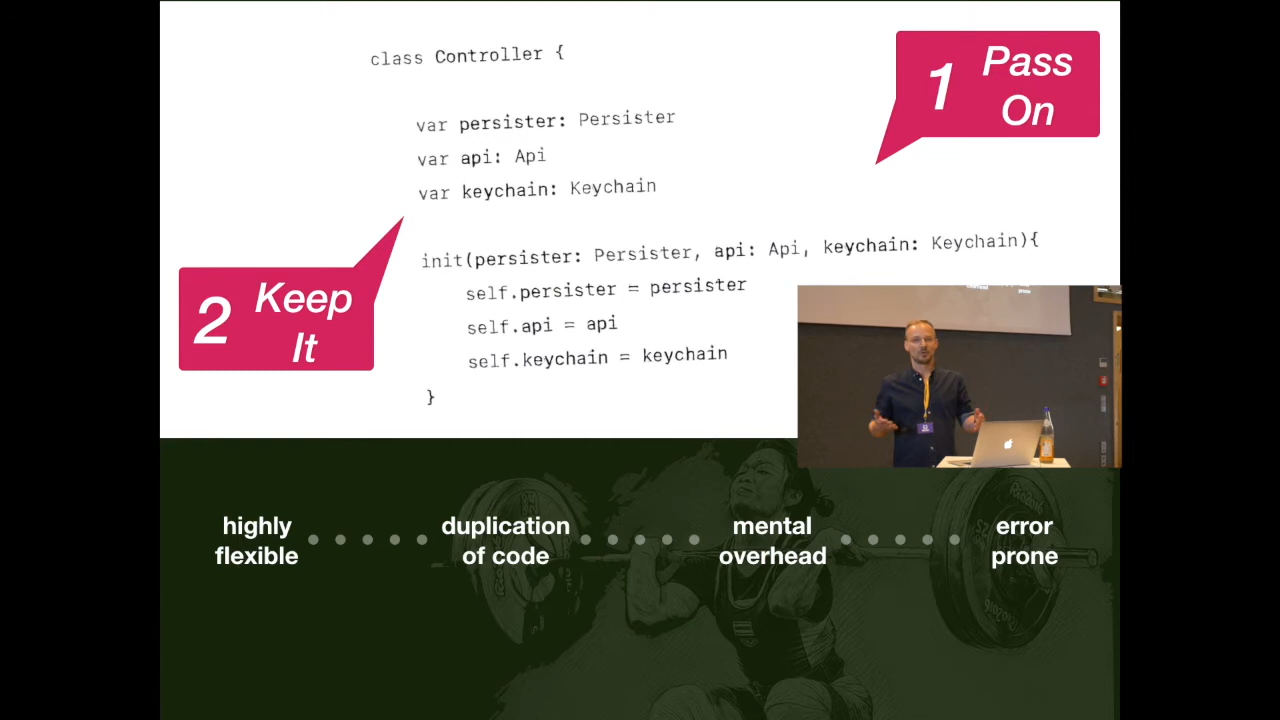 class Controller {
var persister: Persister
var api: Api
var keychain: Keychain
init(persister: Persister, api: Api, keychain: Keychain){
self.persister = persister
self.api = api
self.keychain = keychain
}
1 Pass
On
2 Keep
It
highly
flexible
duplication
of code
mental
overhead
error
prone